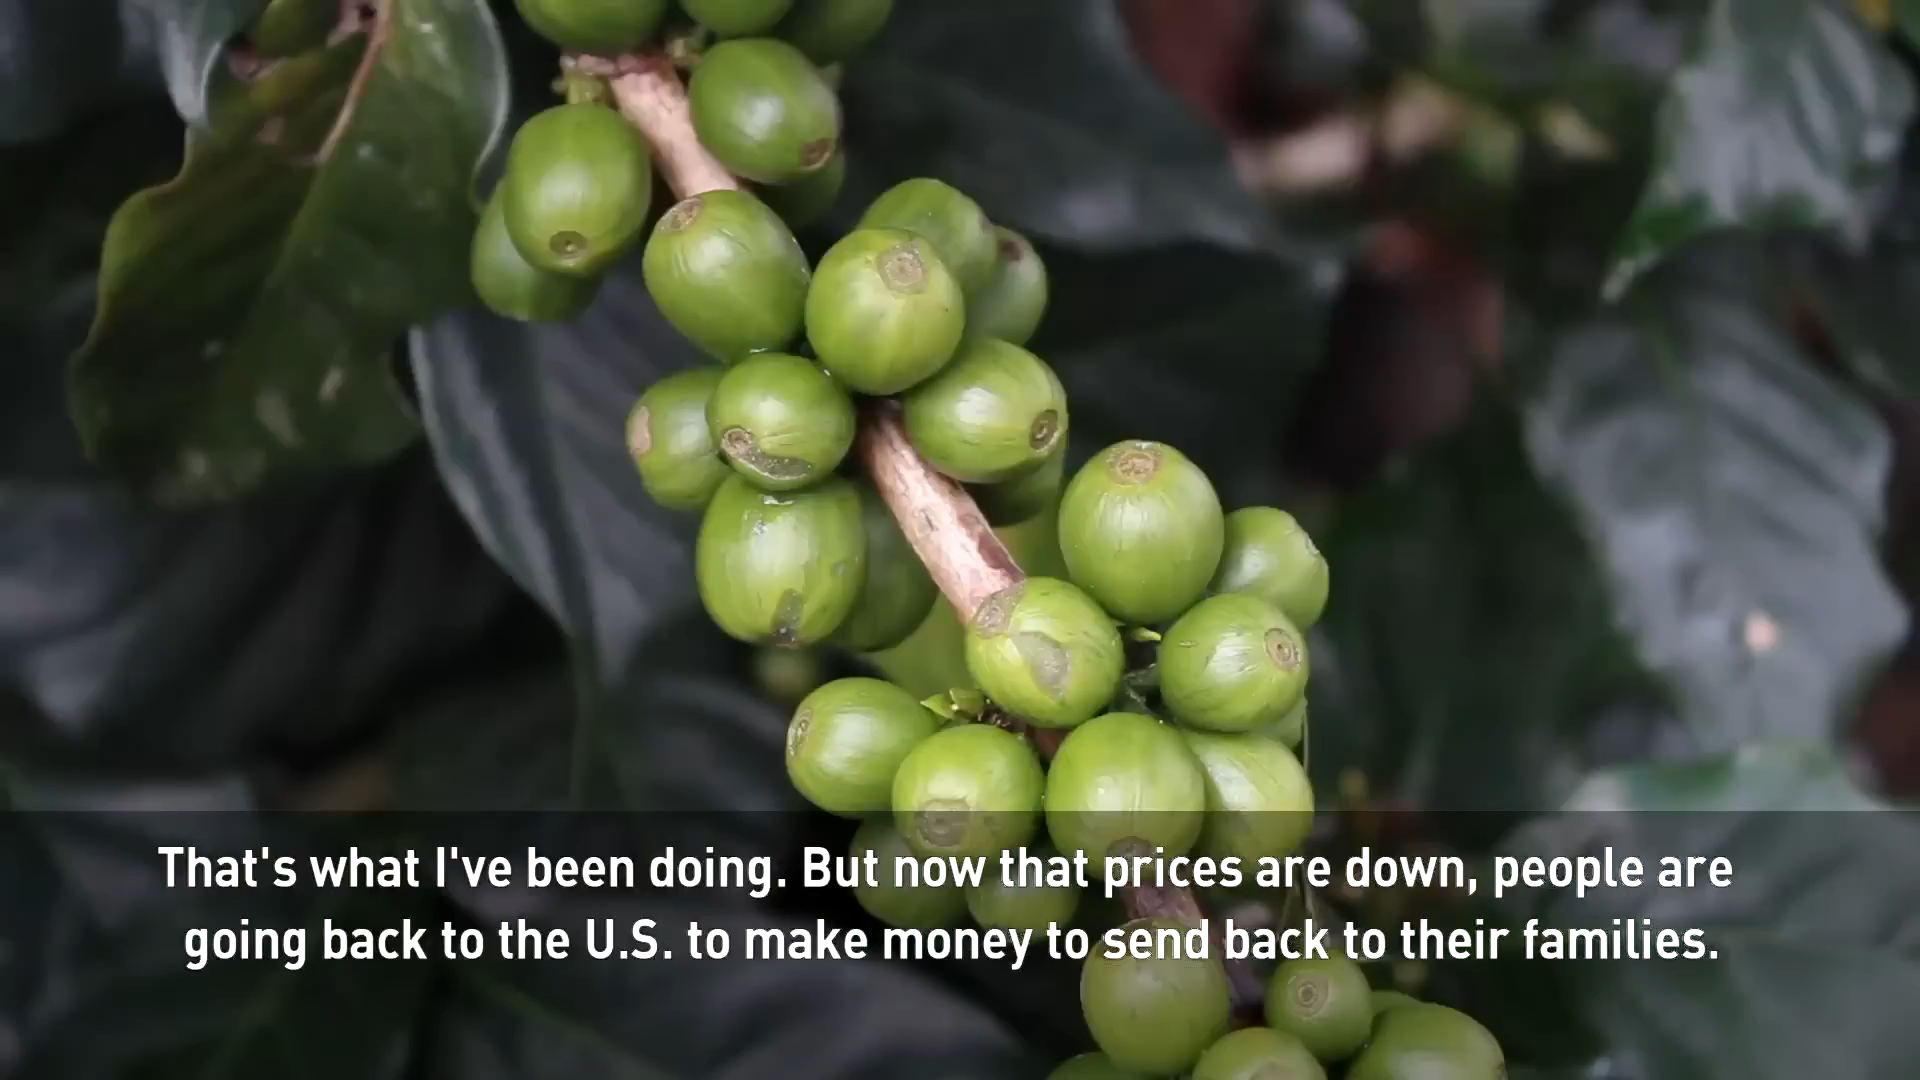 That's what I've been doing. But now that prices are down, people are
going back to the U.S. to make money to send back to their families.